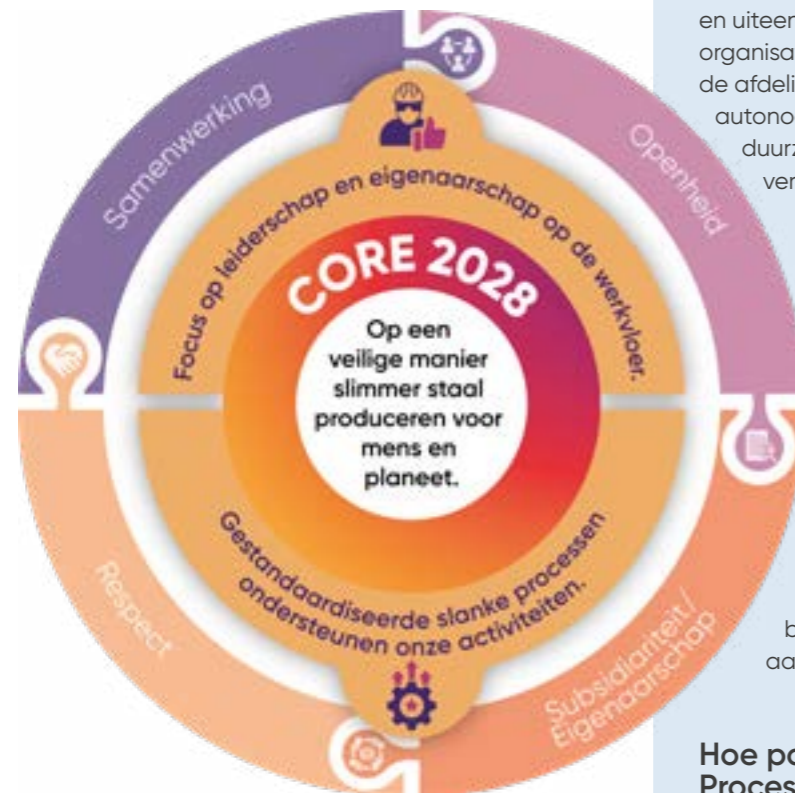 Samenwerking
Openheid
Focus op leiderschap en eigenaarschap op de werkvloer.
CORE 2028
Op een
veilige manier
slimmer staal
produceren voor
mens en
planeet.
Gestandaardiseerde slanke processen
ondersteunen onze activiteiten.
Respect
Subsidiariteit/
Eigenaarschap
en uiteen
organisa
de afdeli
autono
duurz
ver
b
aa
Hoe pa
Proces